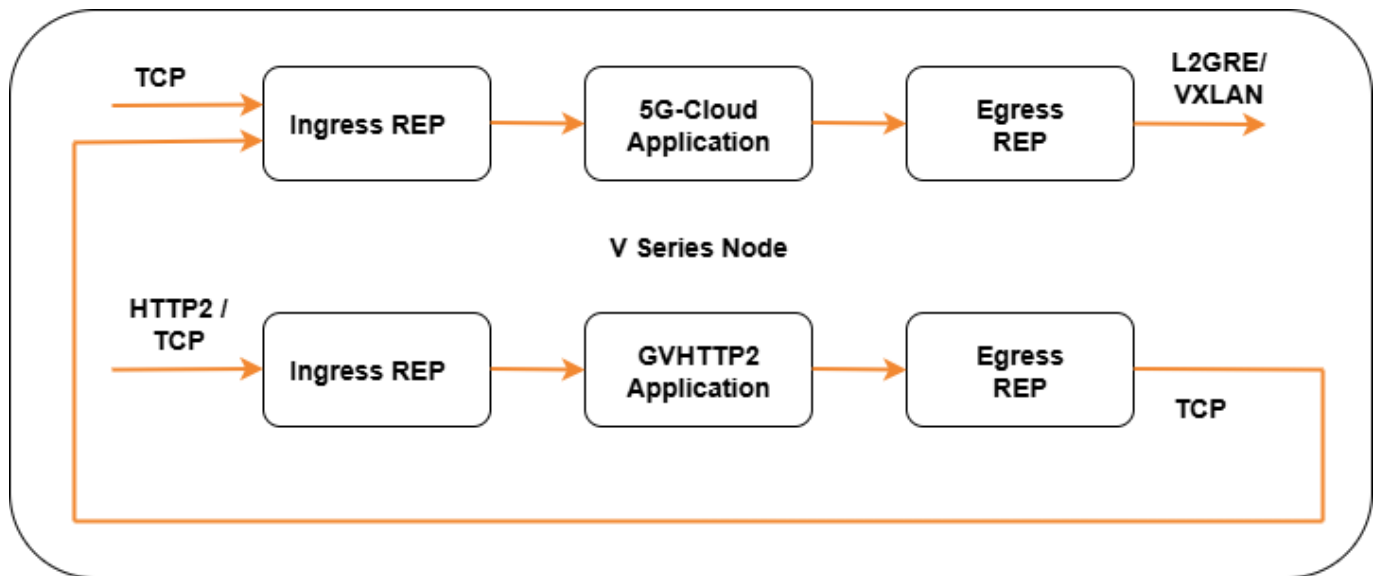 TCP
Ingress REP
5G-Cloud
Application
Egress
REP
L2GRE/
VXLAN
V Series Node
HTTP2 /
TCP
Ingress REP
GVHTTP2
Application
Egress
REP
TCP